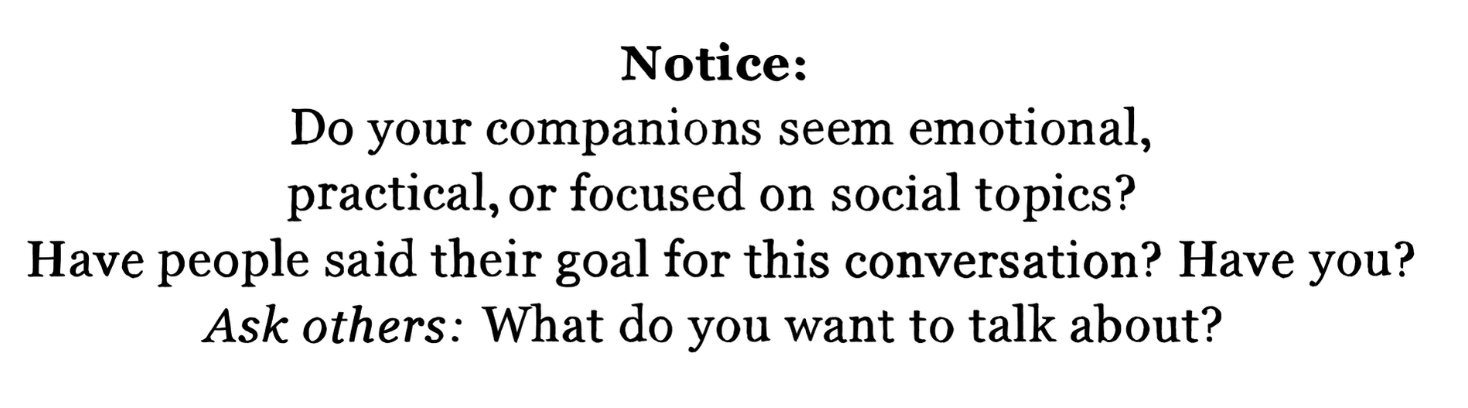 Notice:
Do your companions seem emotional,
practical, or focused on social topics?
Have people said their goal for this conversation? Have you?
Ask others: What do you want to talk about?